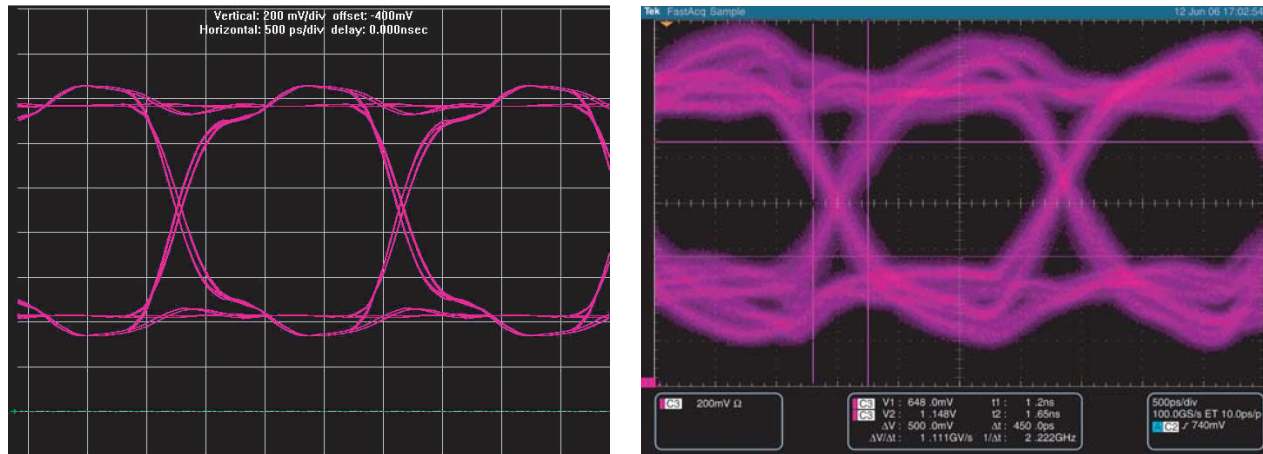 Vertical: 200 mV/div offset: -400mV
Horizontal: 500 ps/div delay: 0.000nsec
Tek FastAcq Sample 12 Jun 06 17:02:54
C3 200mV Ω
C3 V1 : 648 .0mV t1 : 1 .2ns
C3 V2 : 1 .148V t2 : 1 .65ns
ΔV : 500 .0mV Δt : 450 .0ps
ΔV/Δt : 1 .111GV/s 1/Δt : 2 .222GHz
500ps/div
100.0GS/s ET 10.0ps/p
A C2 740mV